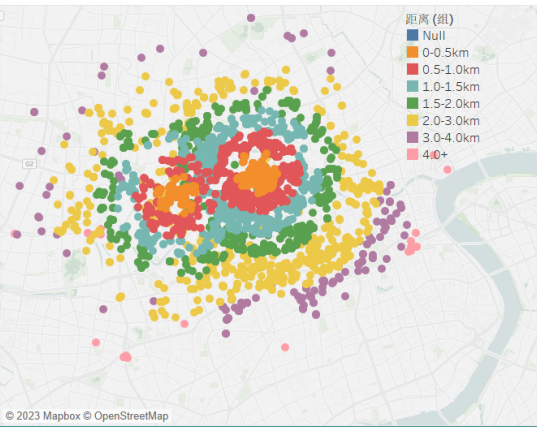 距离 (组)
Null
0-0.5km
0.5-1.0km
1.0-1.5km
1.5-2.0km
2.0-3.0km
3.0-4.0km
4.0+
G2
© 2023 Mapbox © OpenStreetMap